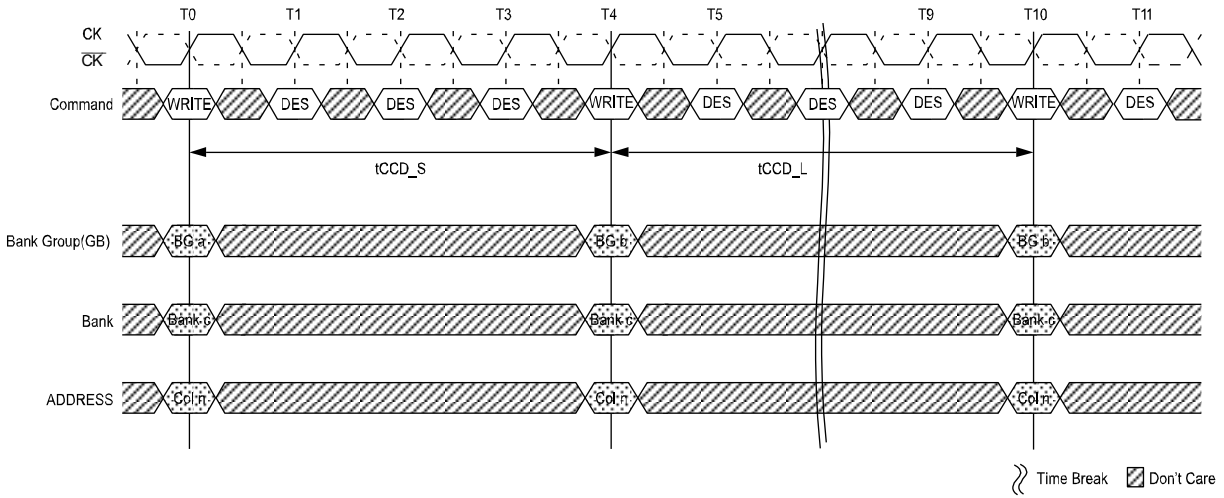 T0 T1 T2 T3 T4 T5 T9 T10 T11
CK
CK
Command WRITE DES DES DES WRITE DES DES DES WRITE DES
tCCD_S tCCD_L
Bank Group(GB) BG a BG b BG b
Bank Bank c Bank c Bank c
ADDRESS Col n Col n Col n
Time Break Don't Care